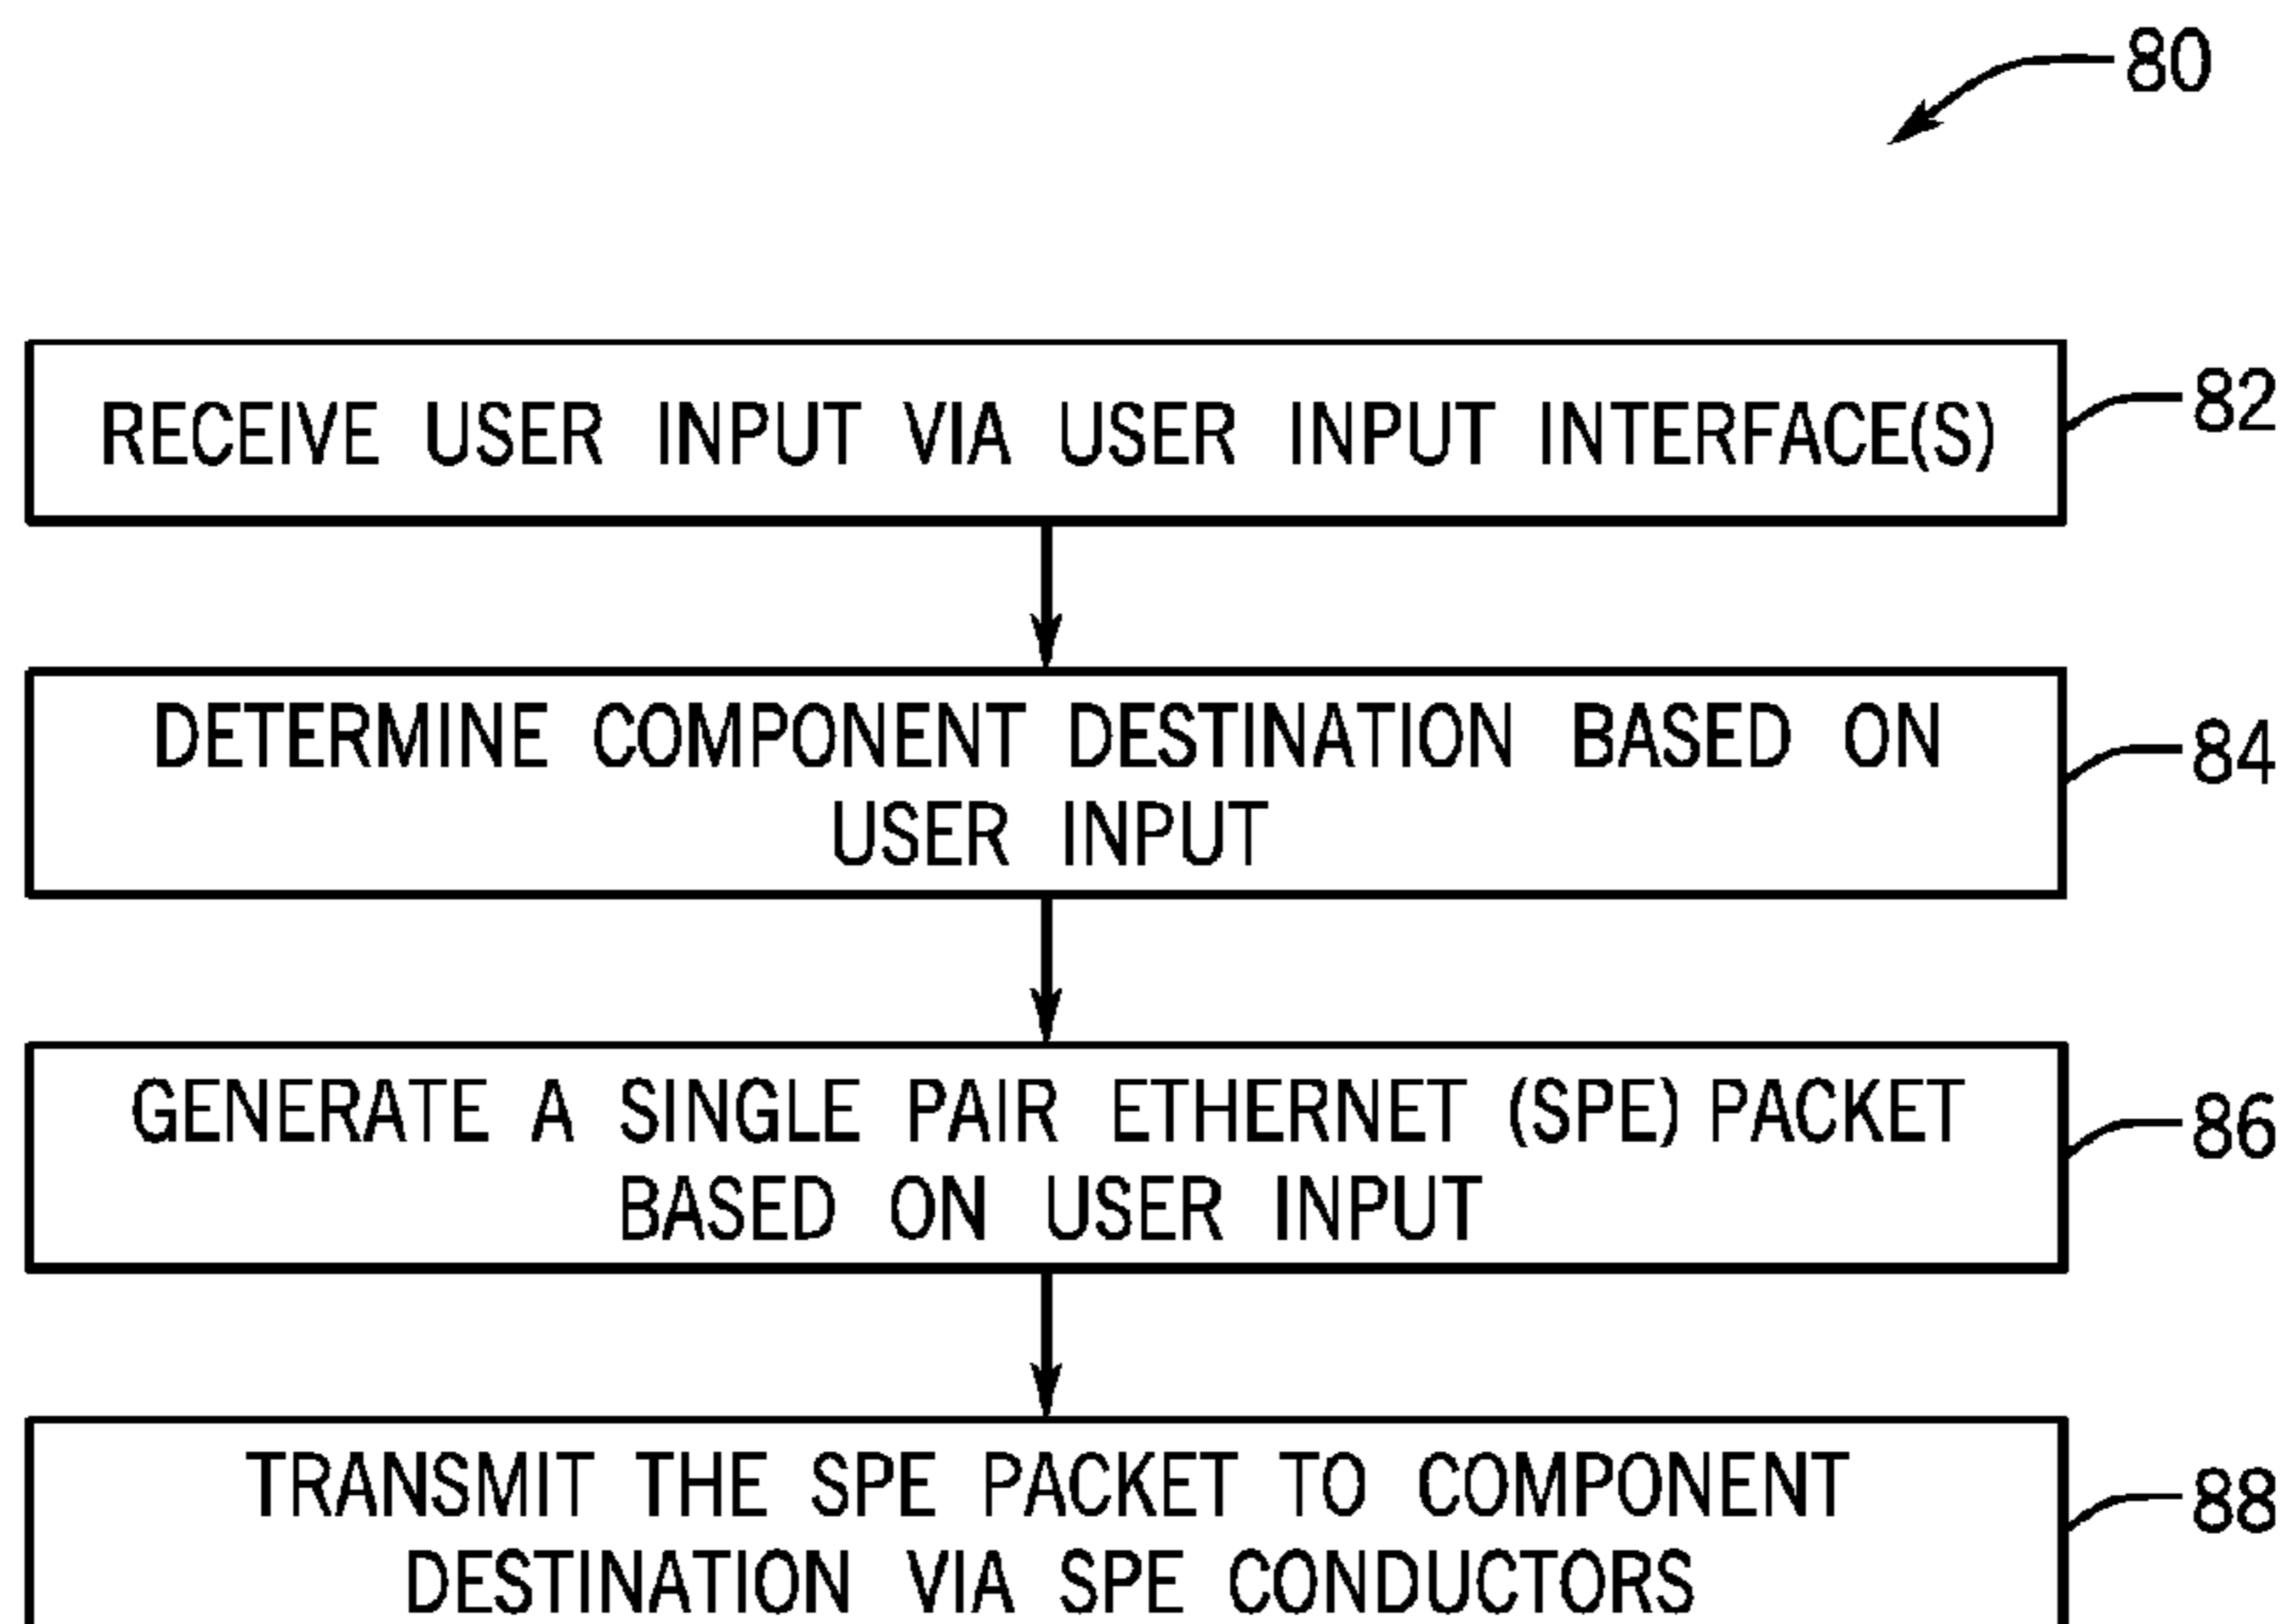 80
RECEIVE USER INPUT VIA USER INPUT INTERFACE(S)
82
DETERMINE COMPONENT DESTINATION BASED ON
USER INPUT
84
GENERATE A SINGLE PAIR ETHERNET (SPE) PACKET
BASED ON USER INPUT
86
TRANSMIT THE SPE PACKET TO COMPONENT
DESTINATION VIA SPE CONDUCTORS
88